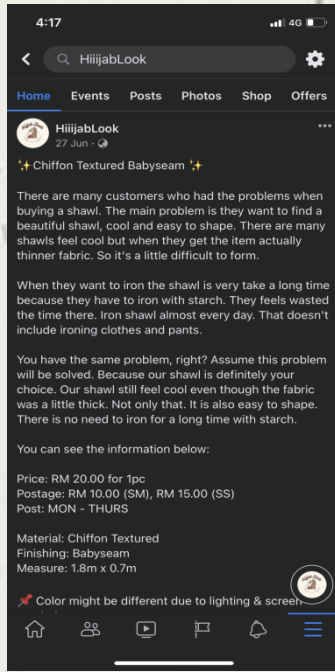 4:17
4G
HiiijabLook
Home Events Posts Photos Shop Offers
HiiijabLook
27 Jun ·
✨Chiffon Textured Babyseam ✨
There are many customers who had the problems when
buying a shawl. The main problem is they want to find a
beautiful shawl, cool and easy to shape. There are many
shawls feel cool but when they get the item actually
thinner fabric. So it's a little difficult to form.
When they want to iron the shawl is very take a long time
because they have to iron with starch. They feels wasted
the time there. Iron shawl almost every day. That doesn't
include ironing clothes and pants.
You have the same problem, right? Assume this problem
will be solved. Because our shawl is definitely your
choice. Our shawl still feel cool even though the fabric
was a little thick. Not only that. It is also easy to shape.
There is no need to iron for a long time with starch.
You can see the information below:
Price: RM 20.00 for 1pc
Postage: RM 10.00 (SM), RM 15.00 (SS)
Post: MON - THURS
Material: Chiffon Textured
Finishing: Babyseam
Measure: 1.8m x 0.7m
📌 Color might be different due to lighting & screen